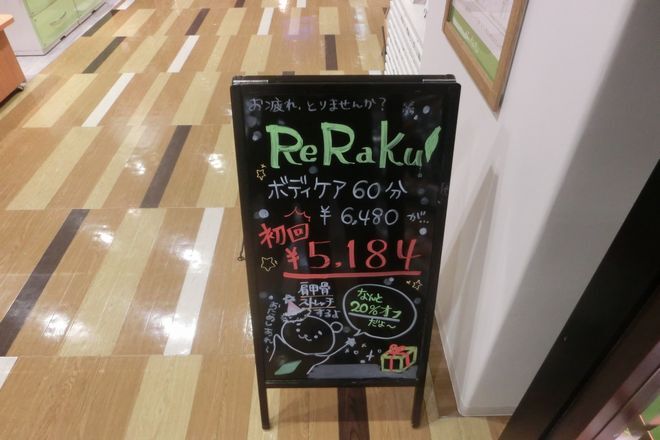 お疲れ、とりませんか?
ReRaKu
ボディケア 60分
¥6,480 が…
初回
¥5,184
肩甲骨
ストレッチ
するよ
なんと
20%オフ
だよ〜